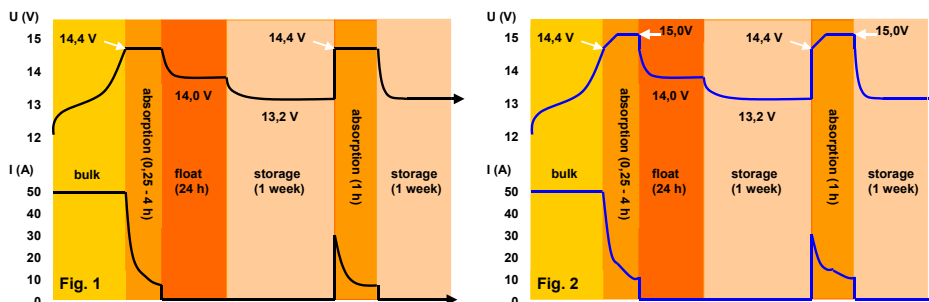 U (V)
15
14
13
12
14,4 V
14,4 V
14,0 V
13,2 V
absorption (0,25 - 4 h)
absorption (1 h)
I (A)
50
40
30
20
10
0
bulk
float
(24 h)
storage
(1 week)
storage
(1 week)
Fig. 1
U (V)
15
14
13
12
14,4 V
15,0V
14,4 V
15,0V
14,0 V
13,2 V
absorption (0,25 - 4 h)
absorption (1 h)
I (A)
50
40
30
20
10
0
bulk
float
(24 h)
storage
(1 week)
storage
(1 week)
Fig. 2